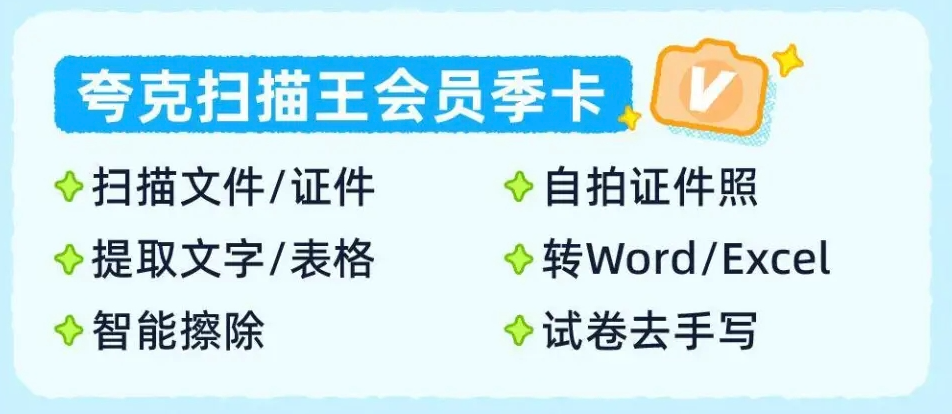 夸克扫描王会员季卡
扫描文件/证件
自拍证件照
提取文字/表格
转Word/Excel
智能擦除
试卷去手写